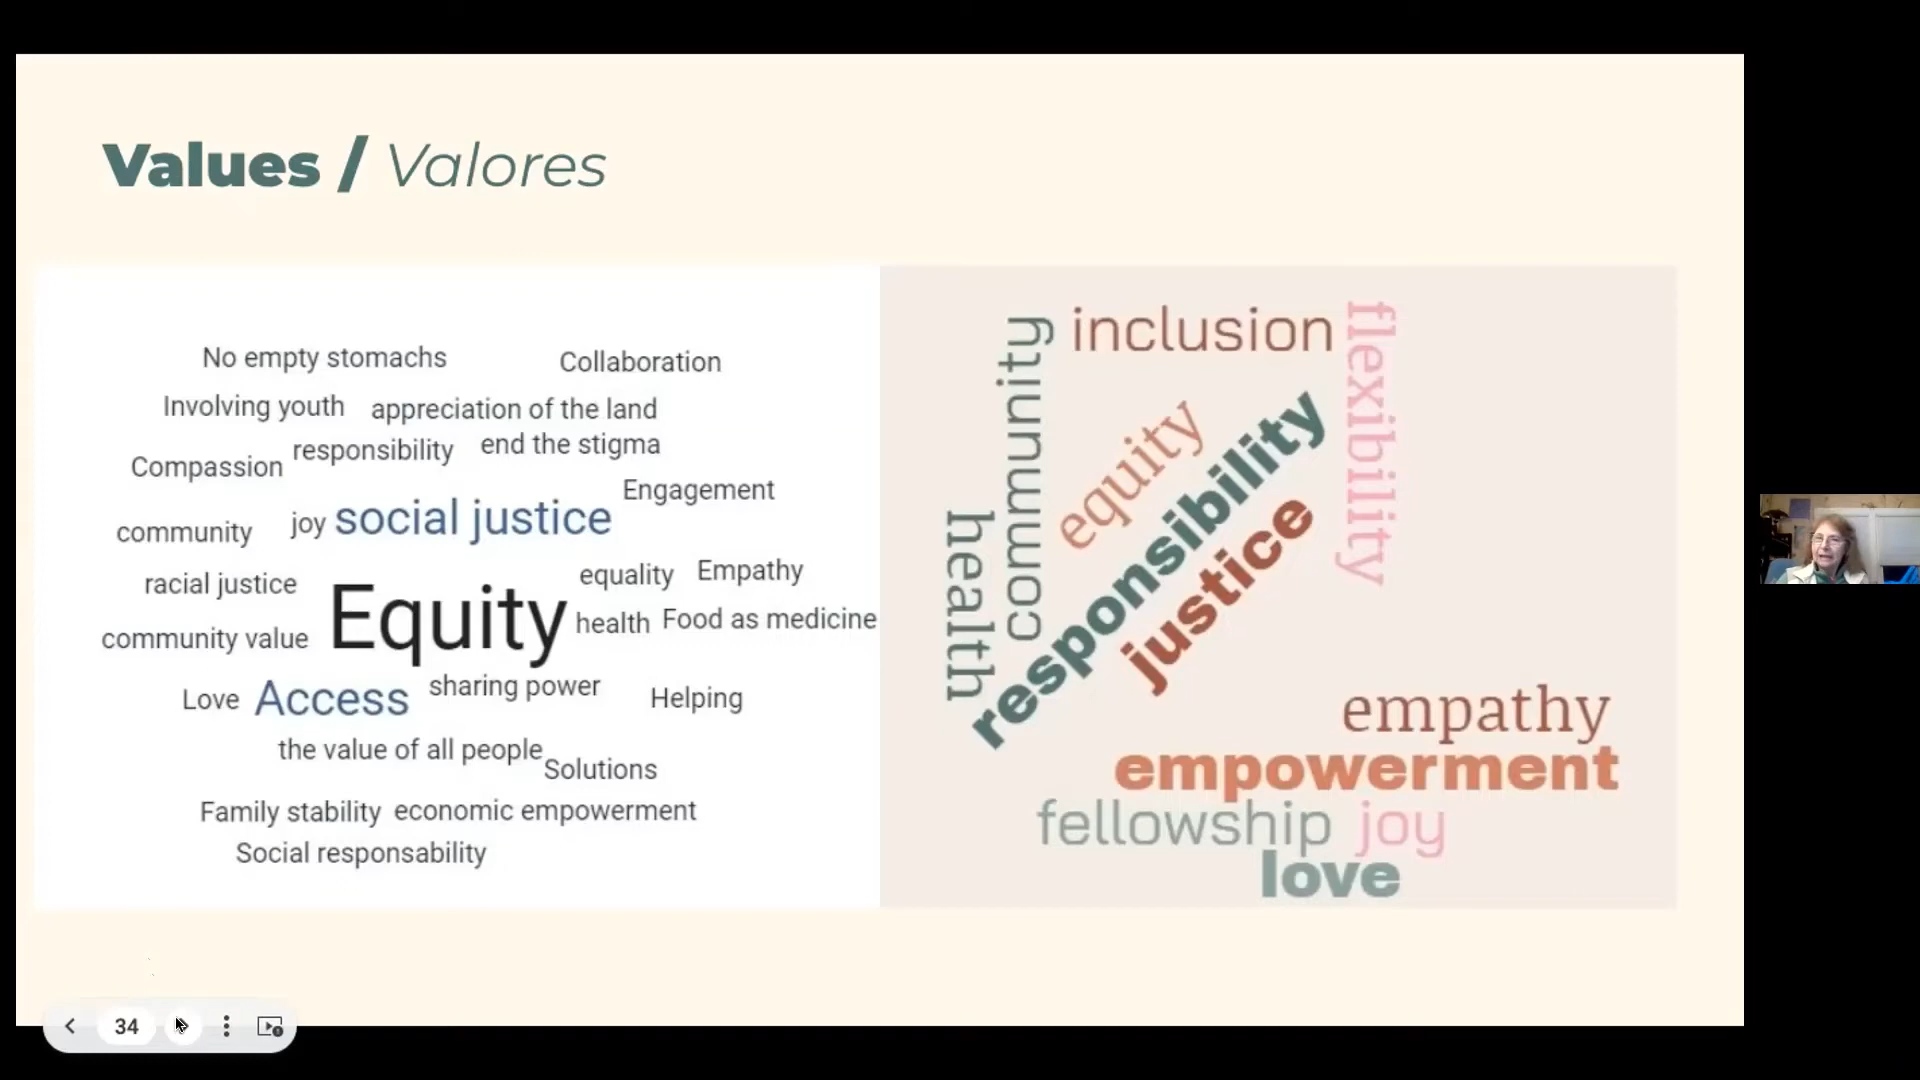 Values / Valores
No empty stomachs
Collaboration
Involving youth
appreciation of the land
responsibility
end the stigma
Compassion
Engagement
social justice
joy
community
equality
Empathy
racial justice
Equity
health
Food as medicine
community value
sharing power
Love
Access
Helping
the value of all people
Solutions
Family stability
economic empowerment
Social responsability
inclusion
flexibility
community
equity
responsibility
justice
health
empathy
empowerment
fellowship
joy
love
34